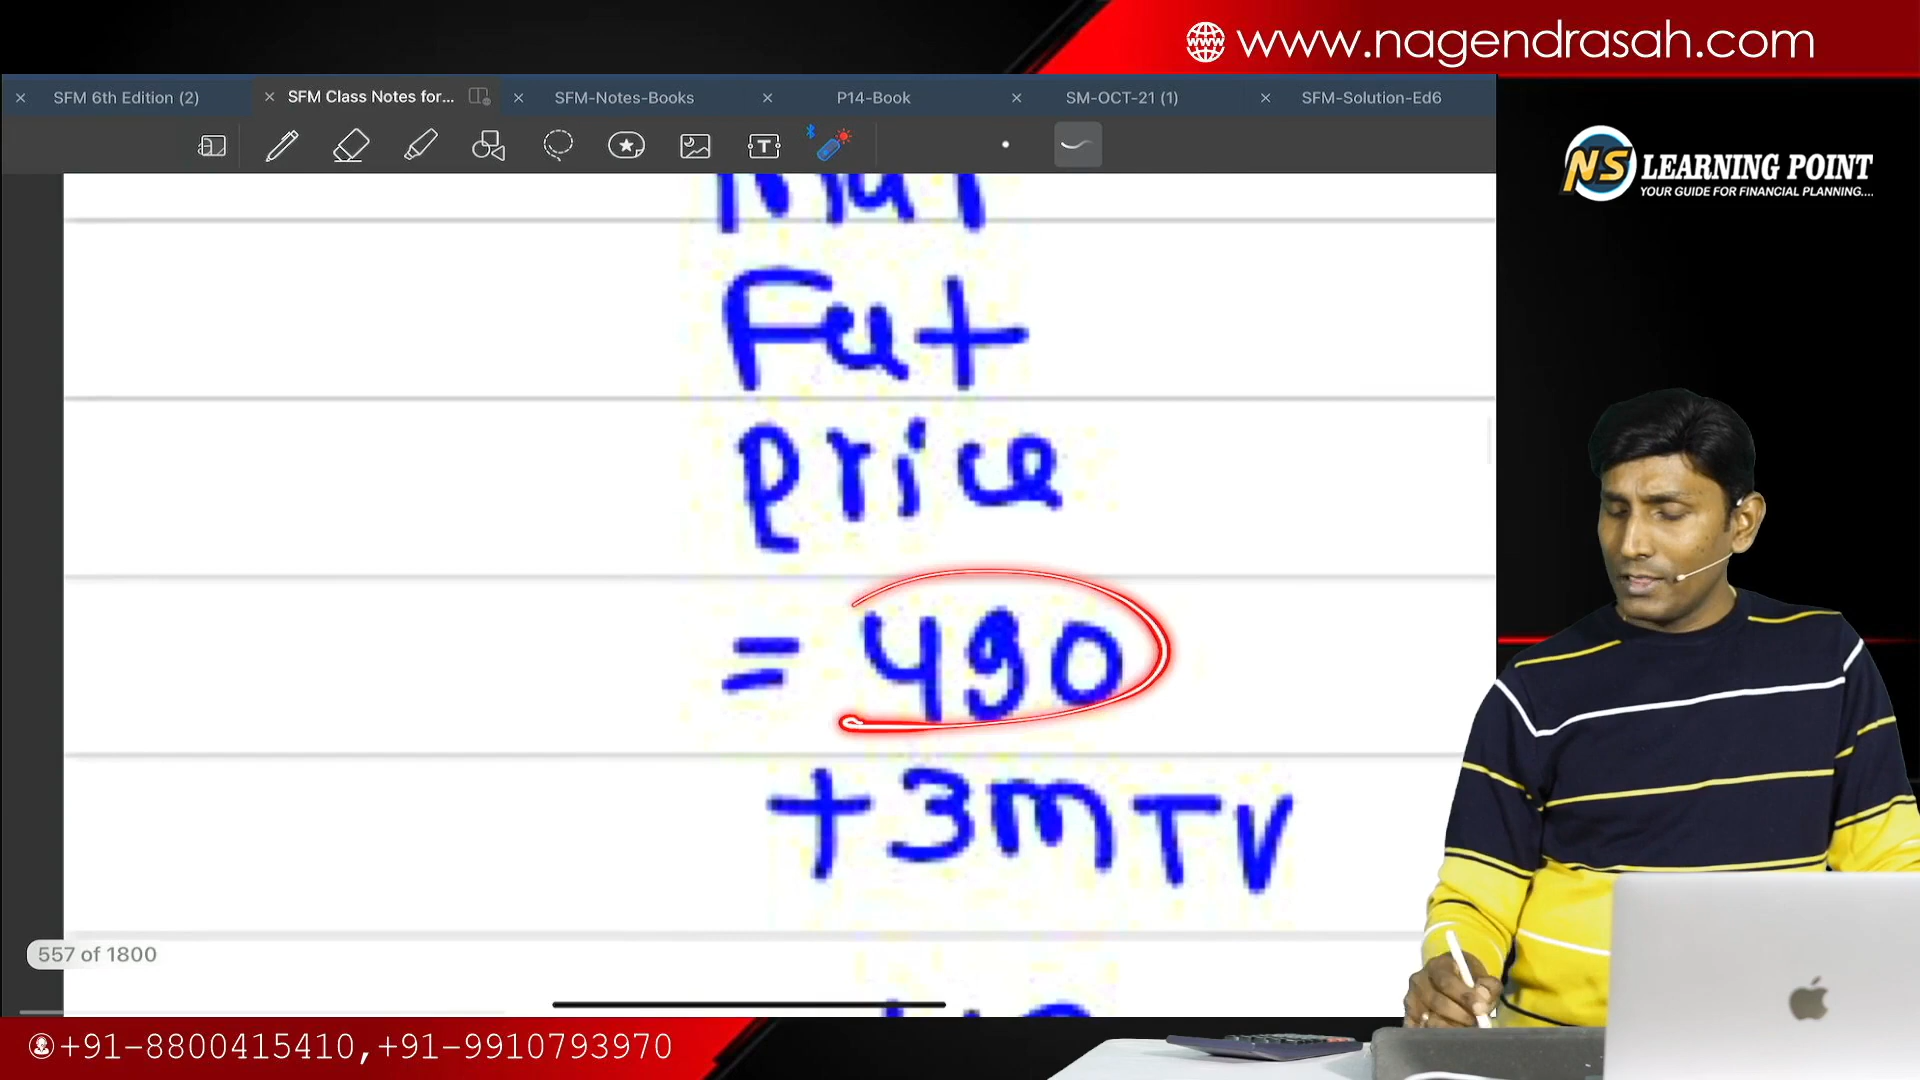 www.nagendrasah.com
SFM 6th Edition (2)
SFM Class Notes for...
SFM-Notes-Books
P14-Book
SM-OCT-21 (1)
SFM-Solution-Ed6
NS LEARNING POINT
YOUR GUIDE FOR FINANCIAL PLANNING....
Fut
price
= 490
+3m TV
557 of 1800
+91-8800415410,+91-9910793970